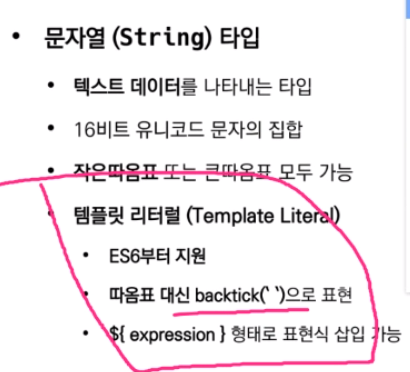 • 문자열 (String) 타입
• 텍스트 데이터를 나타내는 타입
• 16비트 유니코드 문자의 집합
• 작은따옴표 또는 큰따옴표 모두 가능
• 템플릿 리터럴 (Template Literal)
• ES6부터 지원
• 따옴표 대신 backtick(` `)으로 표현
• ${ expression } 형태로 표현식 삽입 가능